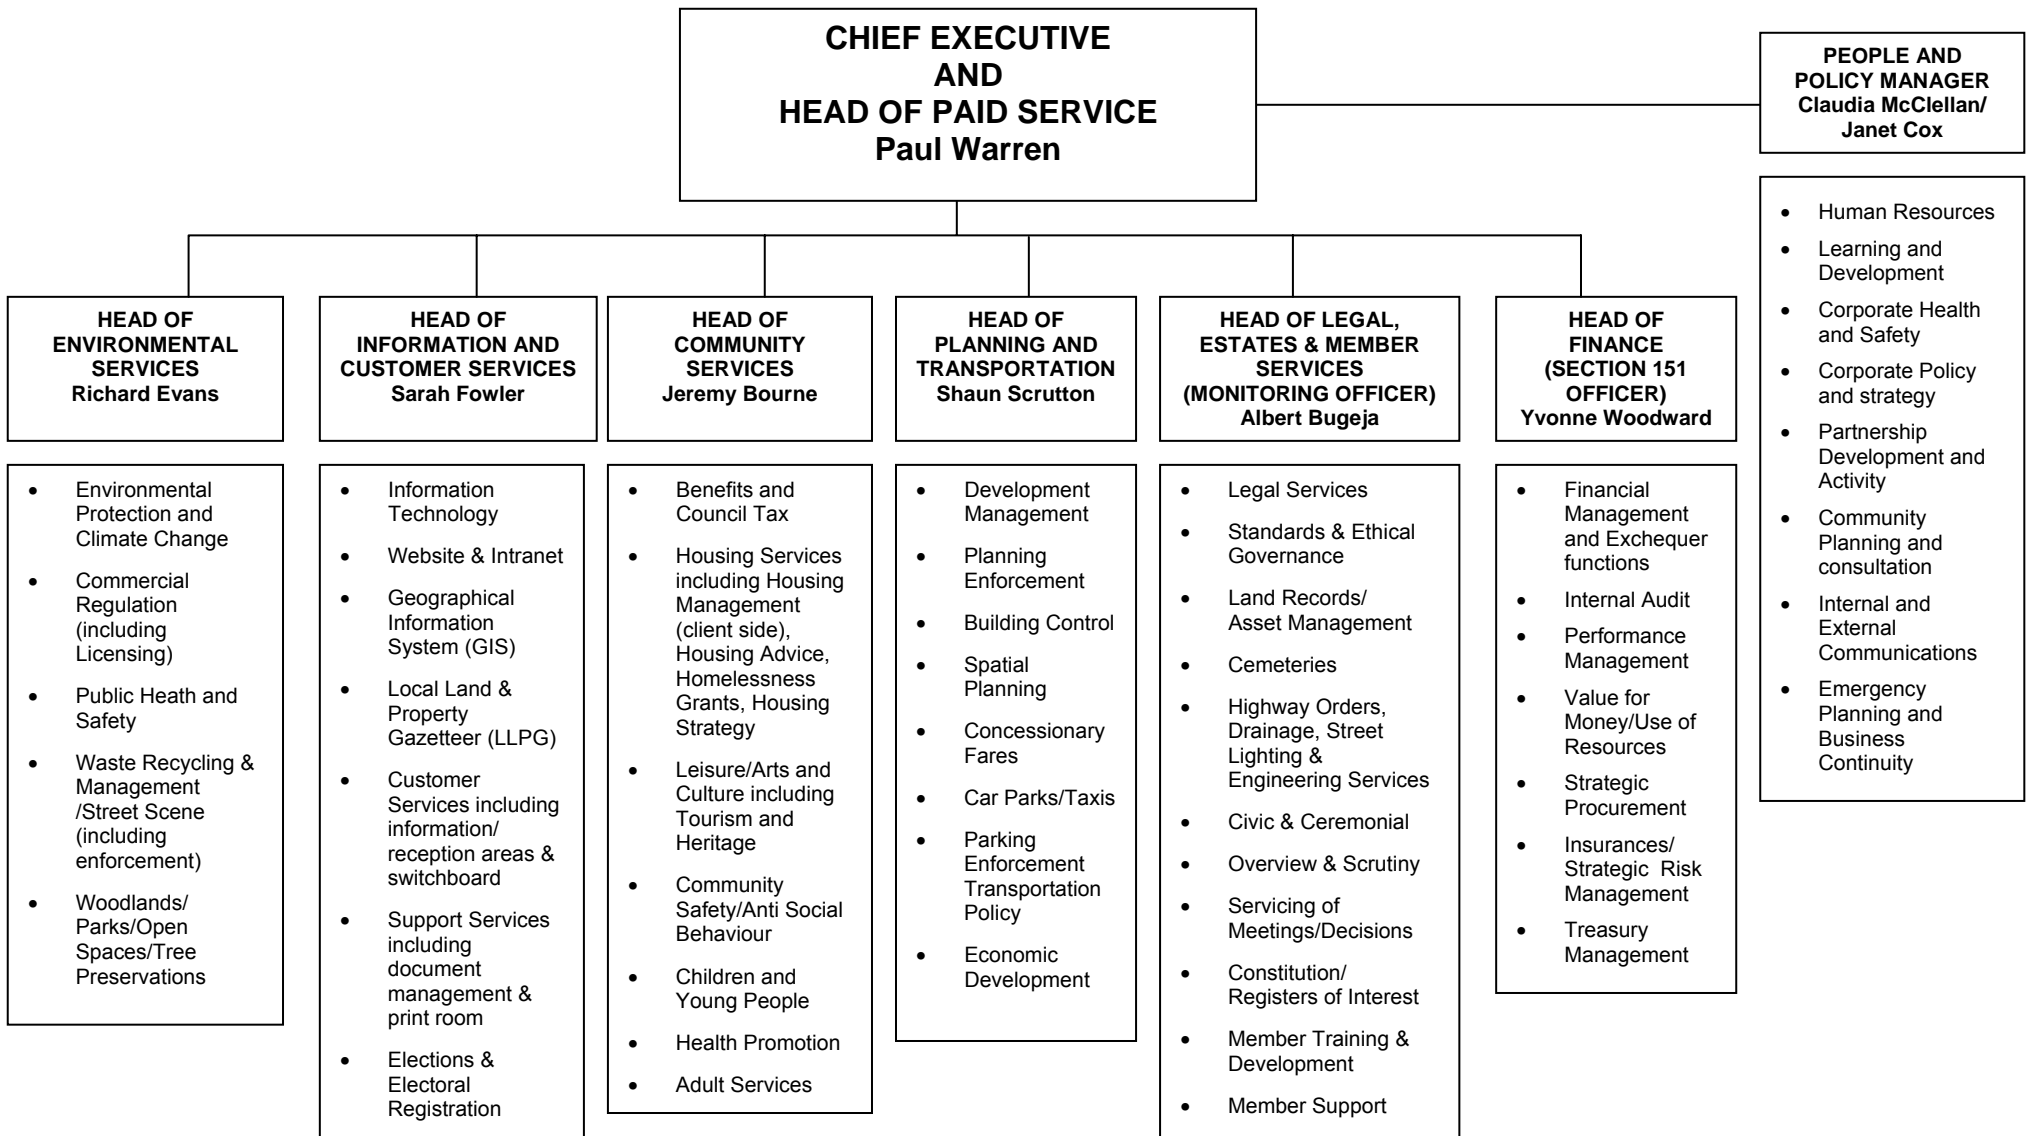 CHIEF EXECUTIVE
AND
HEAD OF PAID SERVICE
Paul Warren
PEOPLE AND
POLICY MANAGER
Claudia McClellan/
Janet Cox
• Human Resources
• Learning and
Development
• Corporate Health
and Safety
• Corporate Policy
and strategy
• Partnership
Development and
Activity
• Community
Planning and
consultation
• Internal and
External
Communications
• Emergency
Planning and
Business
Continuity
HEAD OF
ENVIRONMENTAL
SERVICES
Richard Evans
• Environmental
Protection and
Climate Change
• Commercial
Regulation
(including
Licensing)
• Public Heath and
Safety
• Waste Recycling &
Management
/Street Scene
(including
enforcement)
• Woodlands/
Parks/Open
Spaces/Tree
Preservations
HEAD OF
INFORMATION AND
CUSTOMER SERVICES
Sarah Fowler
• Information
Technology
• Website & Intranet
• Geographical
Information
System (GIS)
• Local Land &
Property
Gazetteer (LLPG)
• Customer
Services including
information/
reception areas &
switchboard
• Support Services
including
document
management &
print room
• Elections &
Electoral
Registration
HEAD OF
COMMUNITY
SERVICES
Jeremy Bourne
• Benefits and
Council Tax
• Housing Services
including Housing
Management
(client side),
Housing Advice,
Homelessness
Grants, Housing
Strategy
• Leisure/Arts and
Culture including
Tourism and
Heritage
• Community
Safety/Anti Social
Behaviour
• Children and
Young People
• Health Promotion
• Adult Services
HEAD OF
PLANNING AND
TRANSPORTATION
Shaun Scrutton
• Development
Management
• Planning
Enforcement
• Building Control
• Spatial
Planning
• Concessionary
Fares
• Car Parks/Taxis
• Parking
Enforcement
Transportation
Policy
• Economic
Development
HEAD OF LEGAL,
ESTATES & MEMBER
SERVICES
(MONITORING OFFICER)
Albert Bugeja
• Legal Services
• Standards & Ethical
Governance
• Land Records/
Asset Management
• Cemeteries
• Highway Orders,
Drainage, Street
Lighting &
Engineering Services
• Civic & Ceremonial
• Overview & Scrutiny
• Servicing of
Meetings/Decisions
• Constitution/
Registers of Interest
• Member Training &
Development
• Member Support
HEAD OF
FINANCE
(SECTION 151
OFFICER)
Yvonne Woodward
• Financial
Management
and Exchequer
functions
• Internal Audit
• Performance
Management
• Value for
Money/Use of
Resources
• Strategic
Procurement
• Insurances/
Strategic Risk
Management
• Treasury
Management